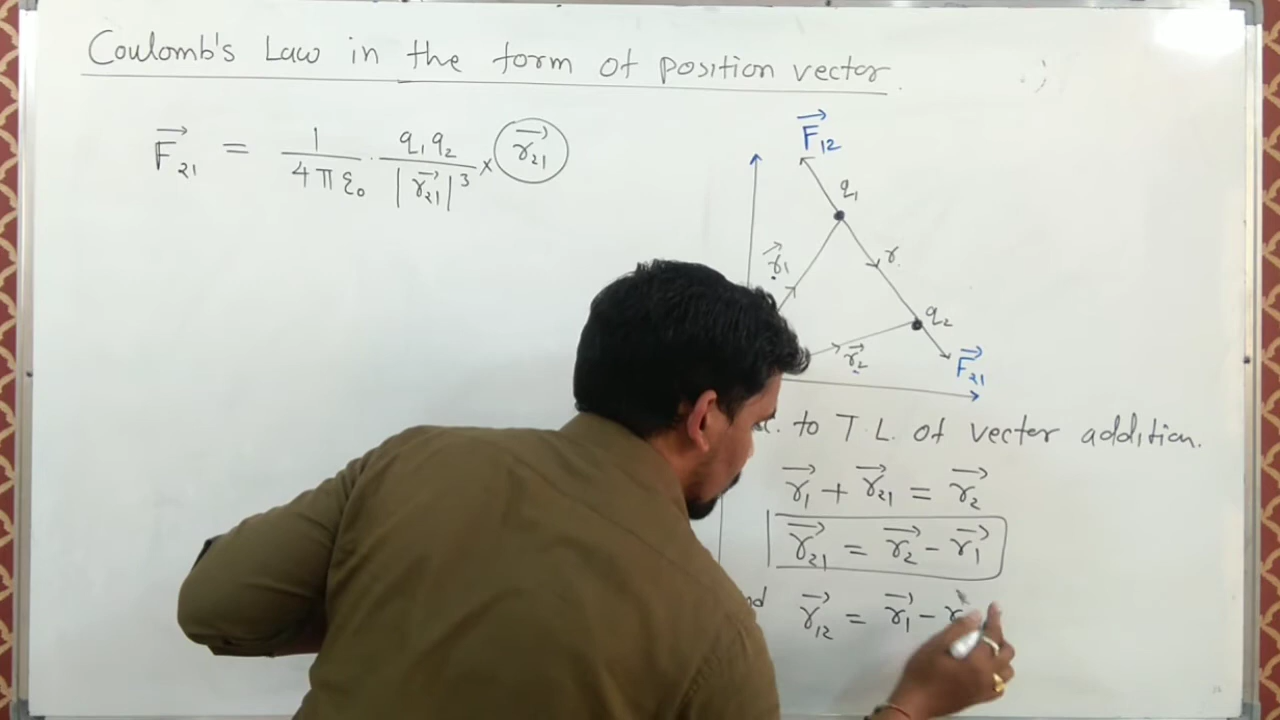 Coulomb's Law in the form of position vector.
F⃗₂₁ = 1/4πε₀ · q₁q₂/|r⃗₂₁|³ × r⃗₂₁
F⃗₁₂
q₁
r⃗₁
r
q₂
r⃗₂
F⃗₂₁
to T.L. of vector addition.
r⃗₁ + r⃗₂₁ = r⃗₂
r⃗₂₁ = r⃗₂ - r⃗₁
r⃗₁₂ = r⃗₁ - r